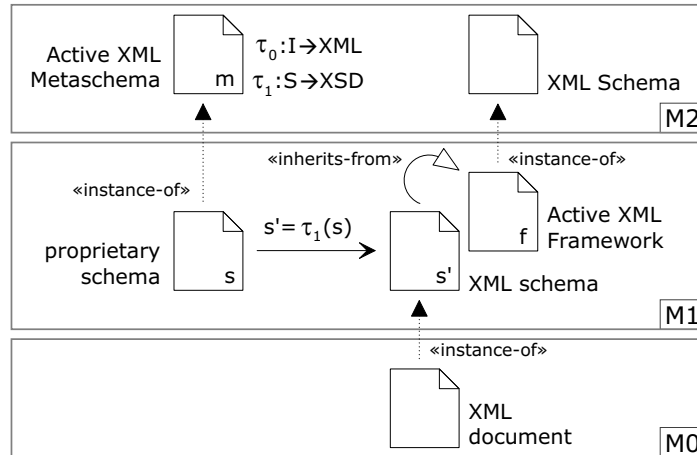 Active XML
Metaschema
m
τ0:I→XML
τ1:S→XSD
XML Schema
M2
«inherits-from»
«instance-of»
«instance-of»
proprietary
schema
s
s'= τ1(s)
s'
XML schema
f
Active XML
Framework
M1
«instance-of»
XML
document
M0